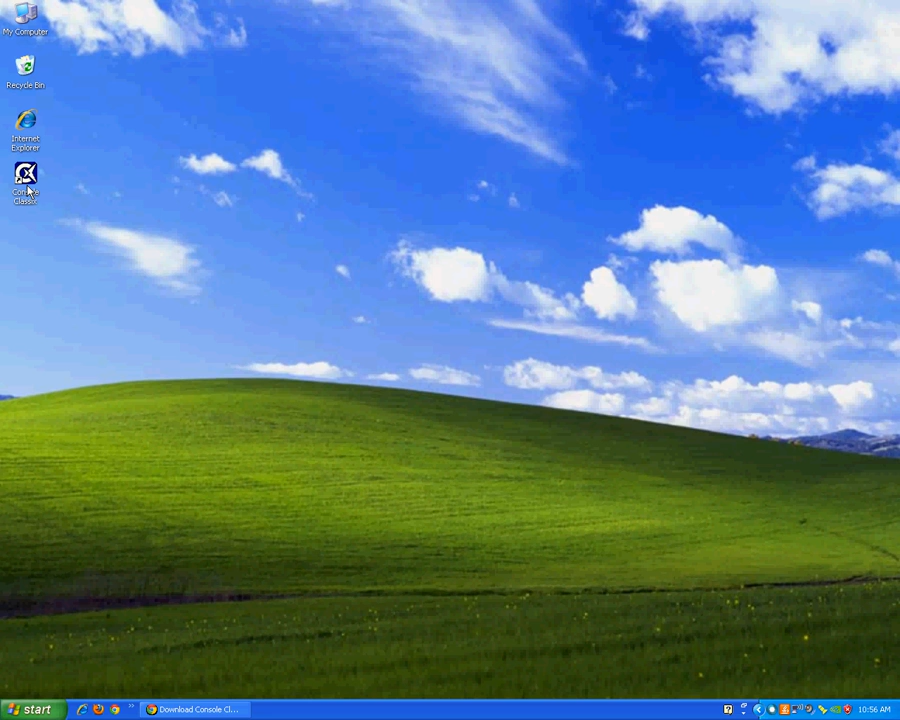 My Computer
Recycle Bin
Internet
Explorer
Console
Classix
start
Download Console Cl...
10:56 AM